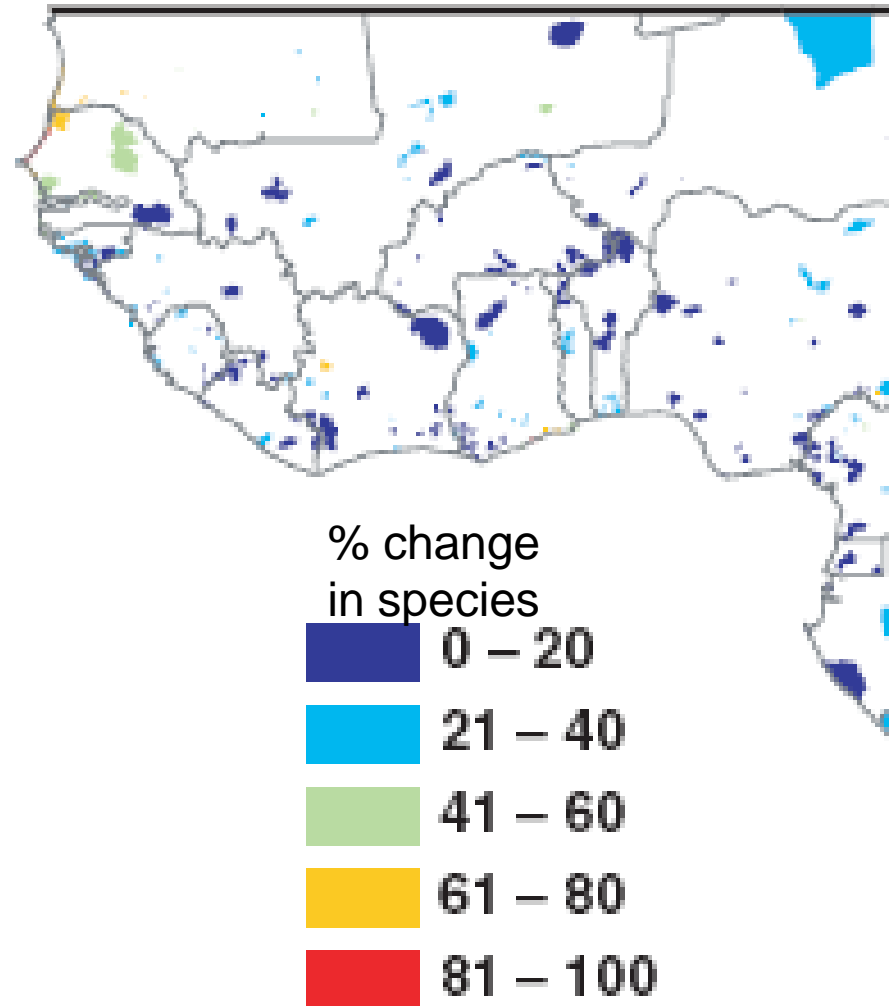 % change
in species
0 – 20
21 – 40
41 – 60
61 – 80
81 – 100